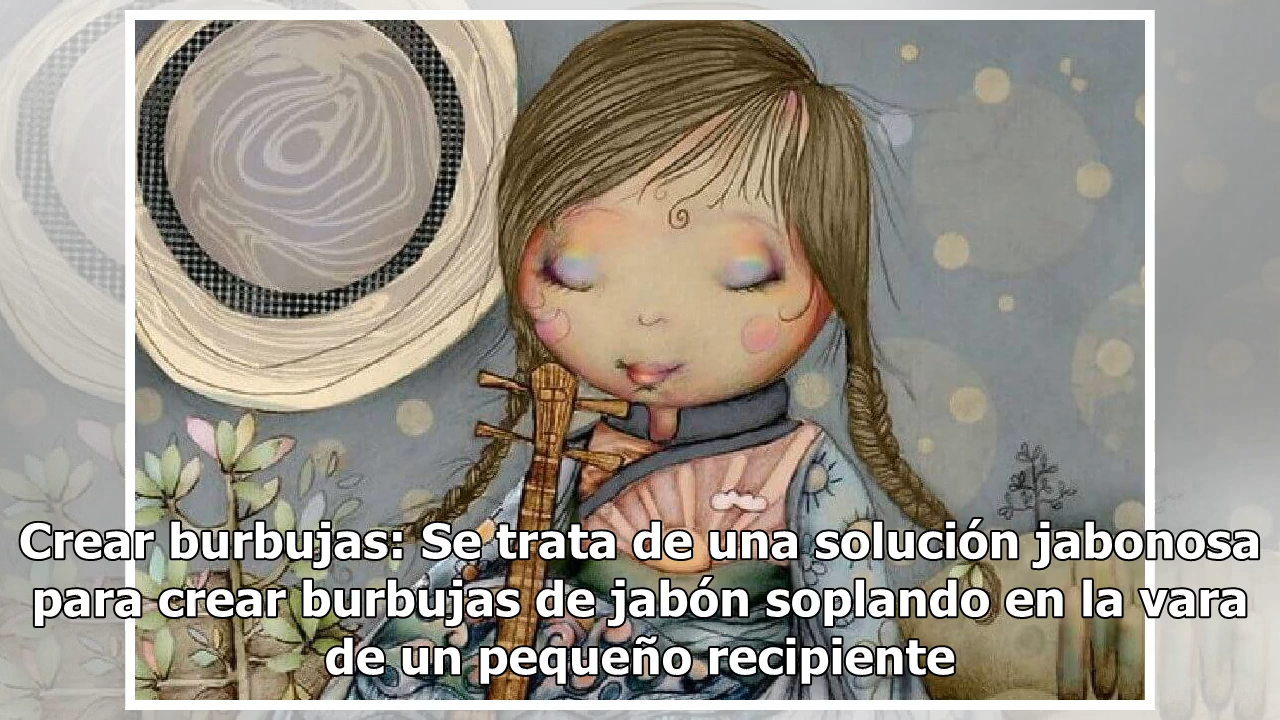 Crear burbujas: Se trata de una solución jabonosa
para crear burbujas de jabón soplando en la vara
de un pequeño recipiente